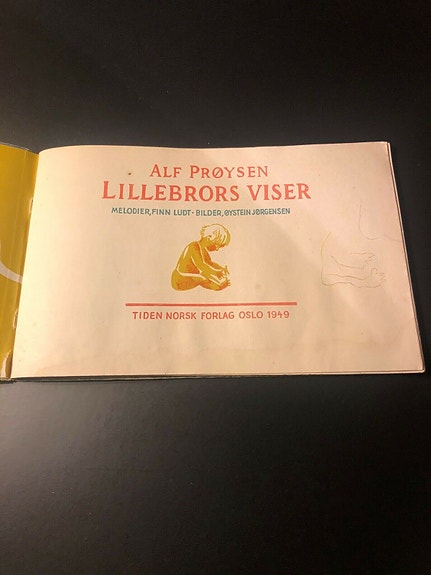 ALF PRØYSEN
LILLEBRORS VISER
MELODIER, FINN LUDT · BILDER, ØYSTEIN JØRGENSEN
TIDEN NORSK FORLAG OSLO 1949